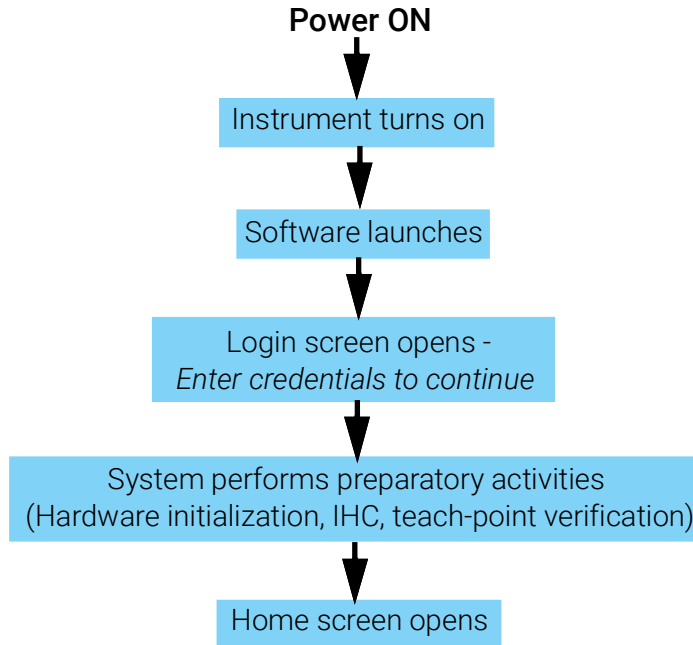 Power ON
Instrument turns on
Software launches
Login screen opens -
Enter credentials to continue
System performs preparatory activities
(Hardware initialization, IHC, teach-point verification)
Home screen opens